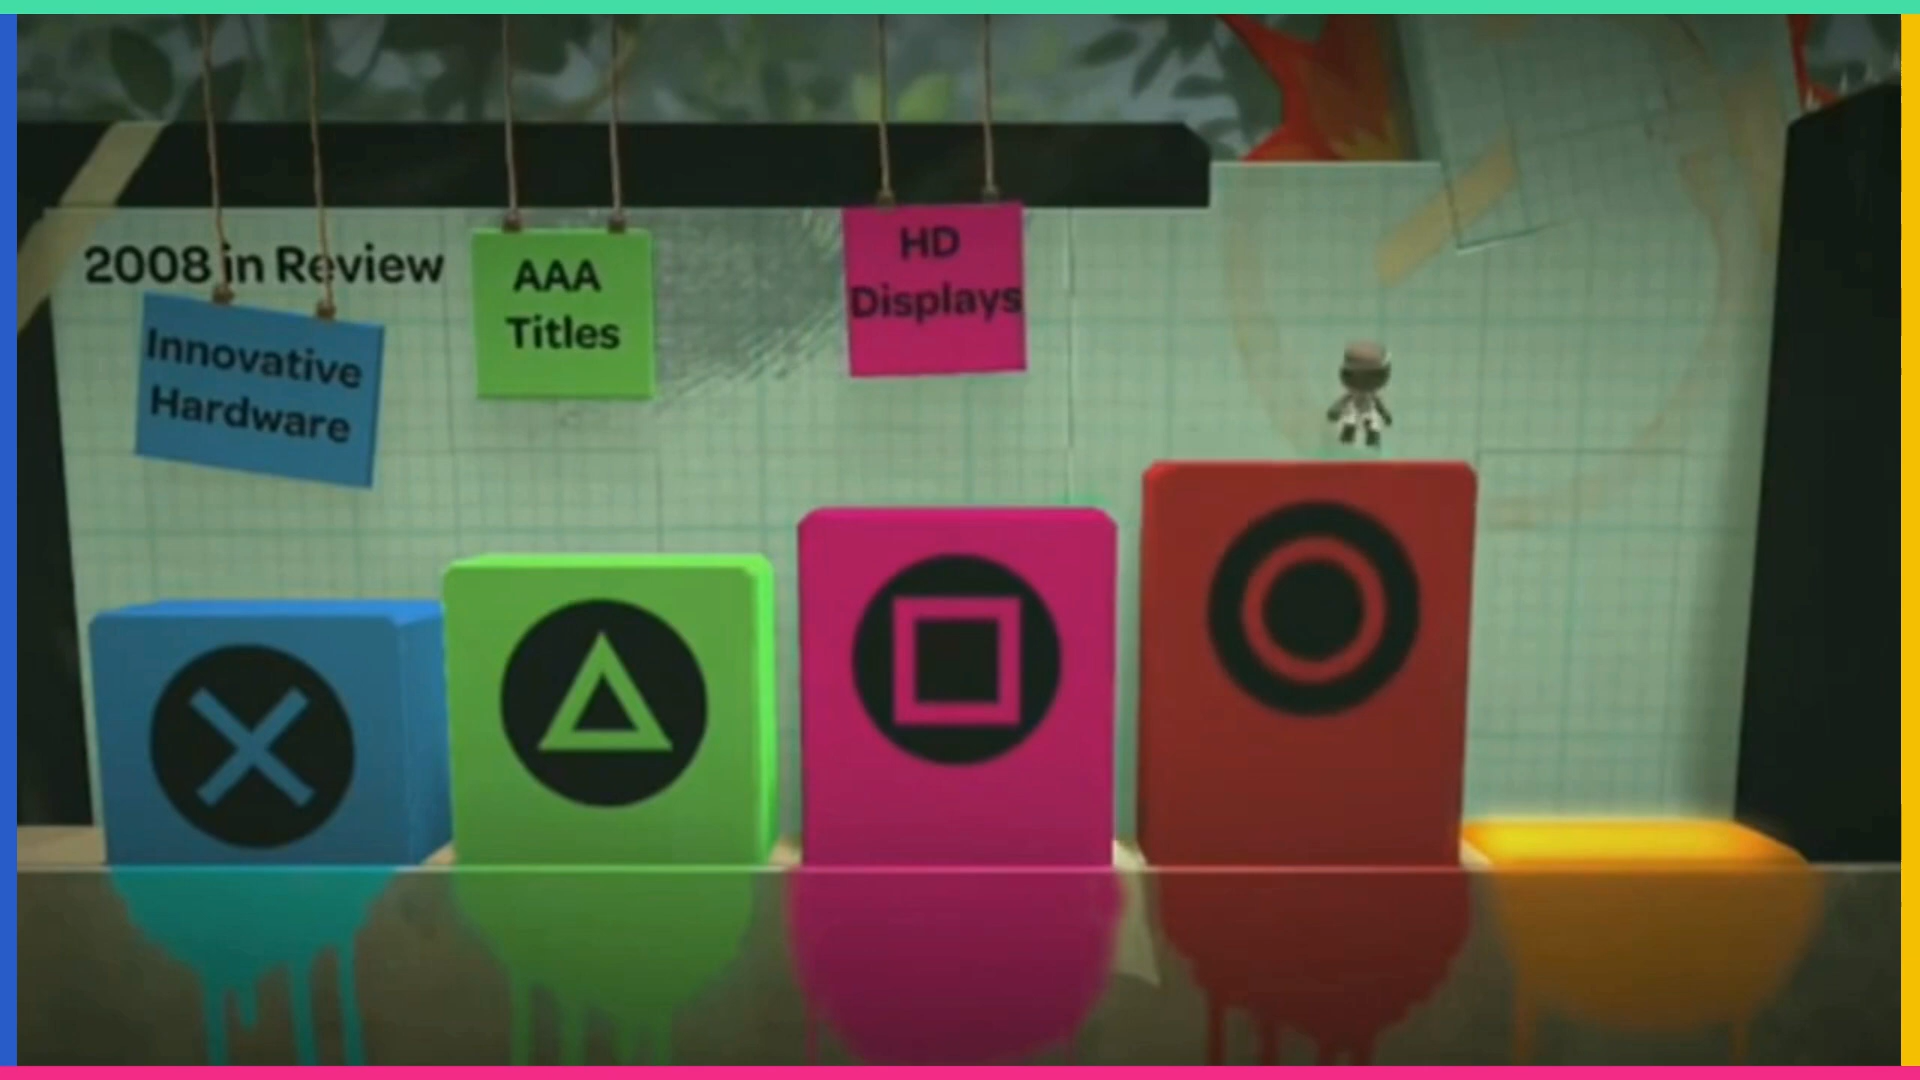 2008 in Review
Innovative
Hardware
AAA
Titles
HD
Displays